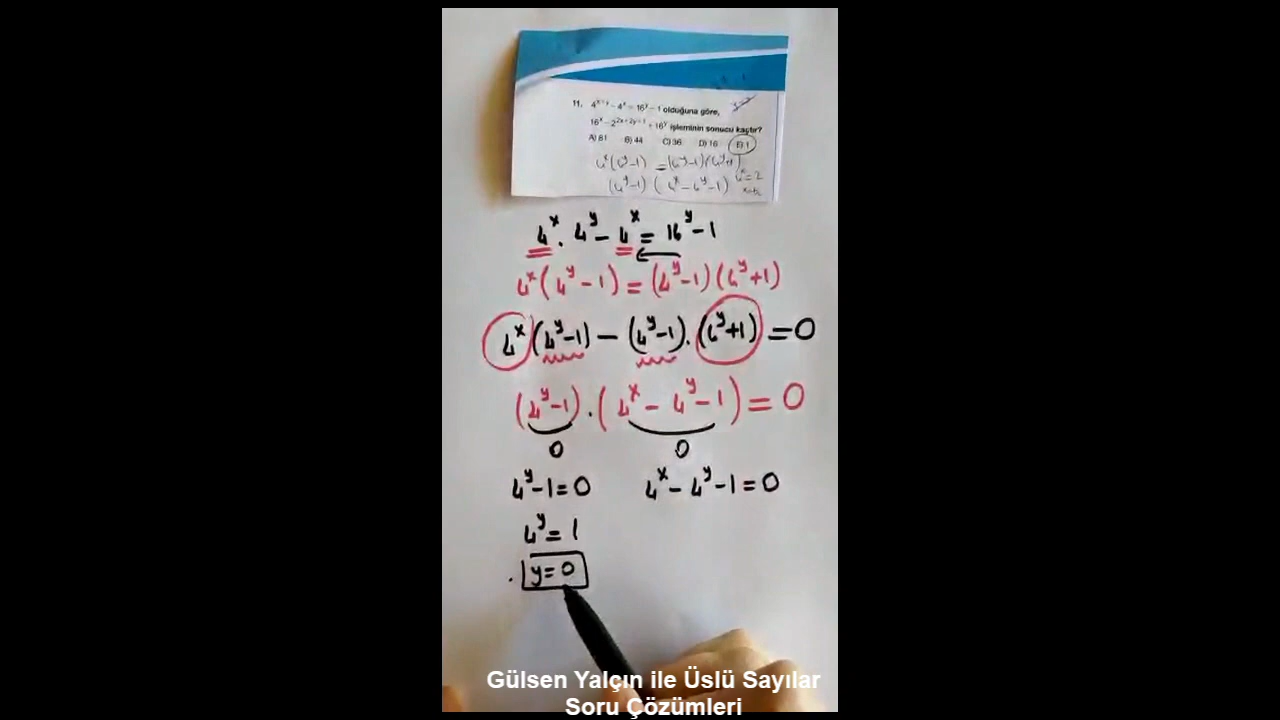 11. 4^{x+y} - 4^x = 16^y - 1 olduğuna göre,
16^x - 2^{2x+2y+1} + 16^y işleminin sonucu kaçtır?
A) 81 B) 44 C) 36 D) 16 E) 1
4^x(4^y-1) = (4^y-1)(4^y+1)
(4^y-1) (4^x-4^y-1)
4^x=2
4^x . 4^y - 4^x = 16^y - 1
4^x (4^y - 1) = (4^y - 1) (4^y + 1)
4^x (4^y - 1) - (4^y - 1) . (4^y + 1) = 0
(4^y - 1) . (4^x - 4^y - 1) = 0
0 0
4^y - 1 = 0 4^x - 4^y - 1 = 0
4^y = 1
y = 0
Gülsen Yalçın ile Üslü Sayılar
Soru Çözümleri